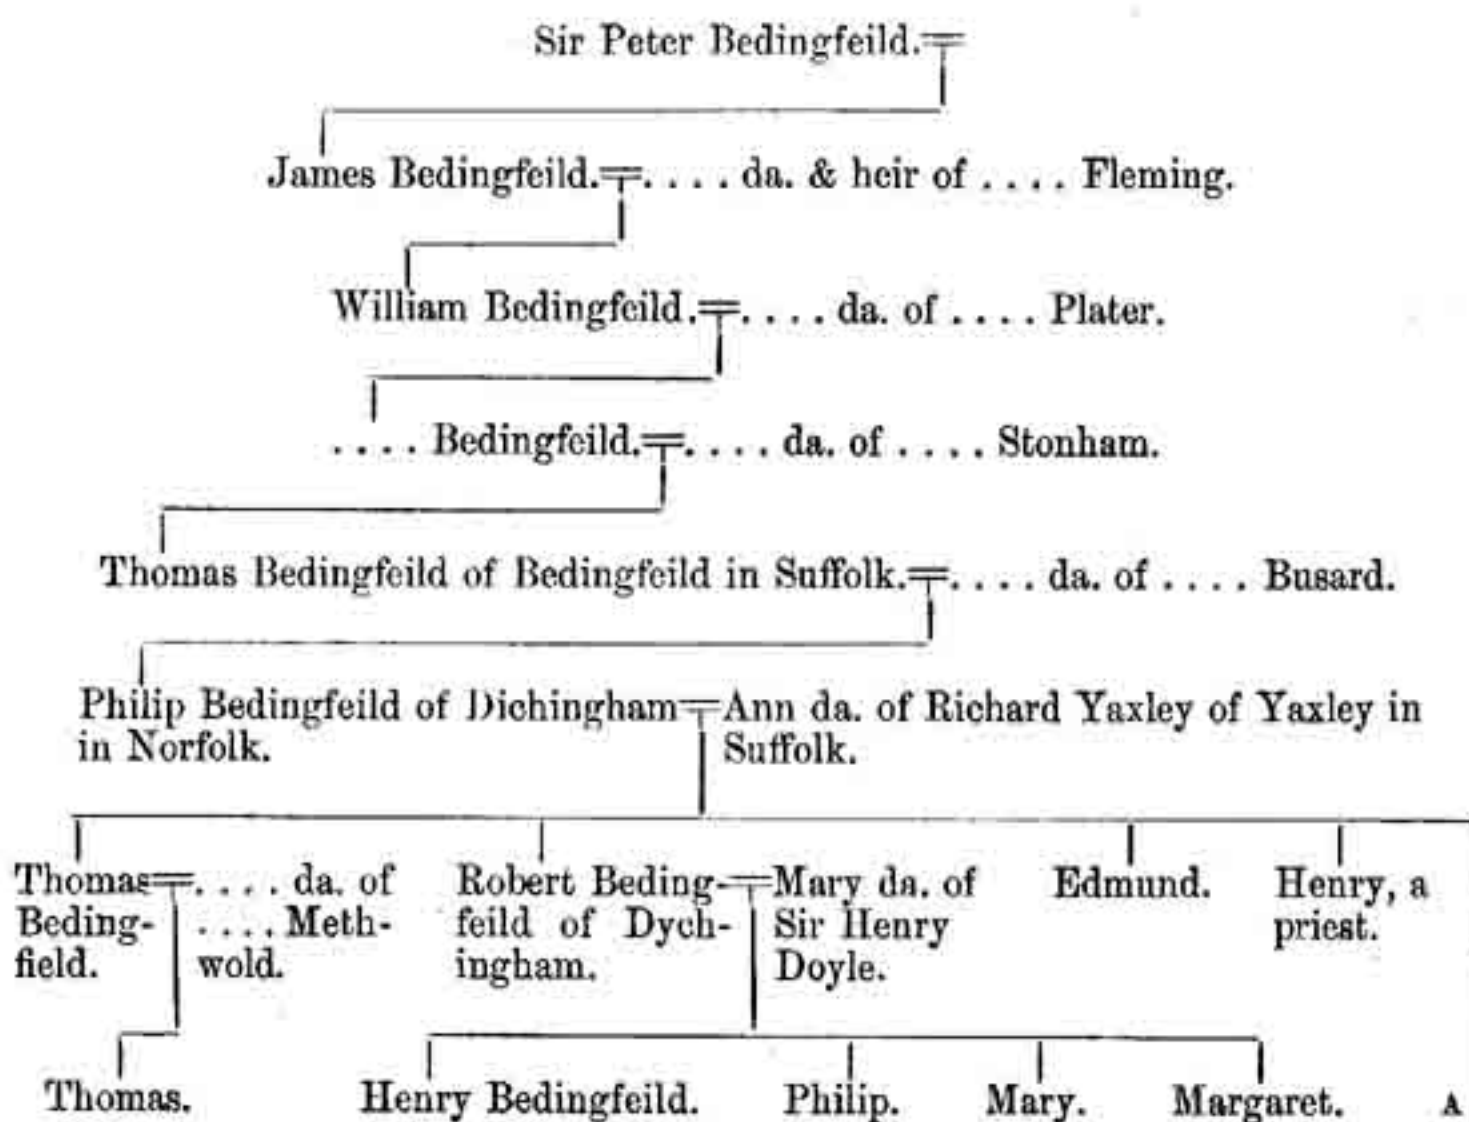 Sir Peter Bedingfeild.
James Bedingfeild. . . . . da. & heir of . . . . Fleming.
William Bedingfeild. . . . . da. of . . . . Plater.
. . . . Bedingfeild. . . . . da. of . . . . Stonham.
Thomas Bedingfeild of Bedingfeild in Suffolk. . . . . da. of . . . . Busard.
Philip Bedingfeild of Dichingham
in Norfolk.
Ann da. of Richard Yaxley of Yaxley in
Suffolk.
Thomas
Beding-
field.
. . . . da. of
. . . . Meth-
wold.
Robert Beding-
feild of Dych-
ingham.
Mary da. of
Sir Henry
Doyle.
Edmund.
Henry, a
priest.
Thomas.
Henry Bedingfeild.
Philip.
Mary.
Margaret.
A